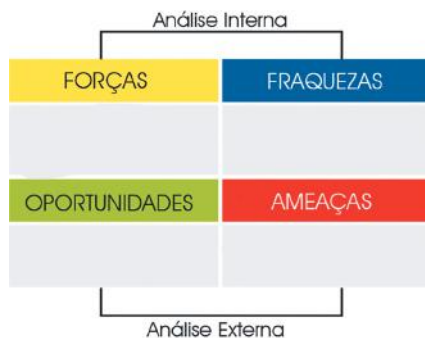 Análise Interna
FORÇAS
FRAQUEZAS
OPORTUNIDADES
AMEAÇAS
Análise Externa